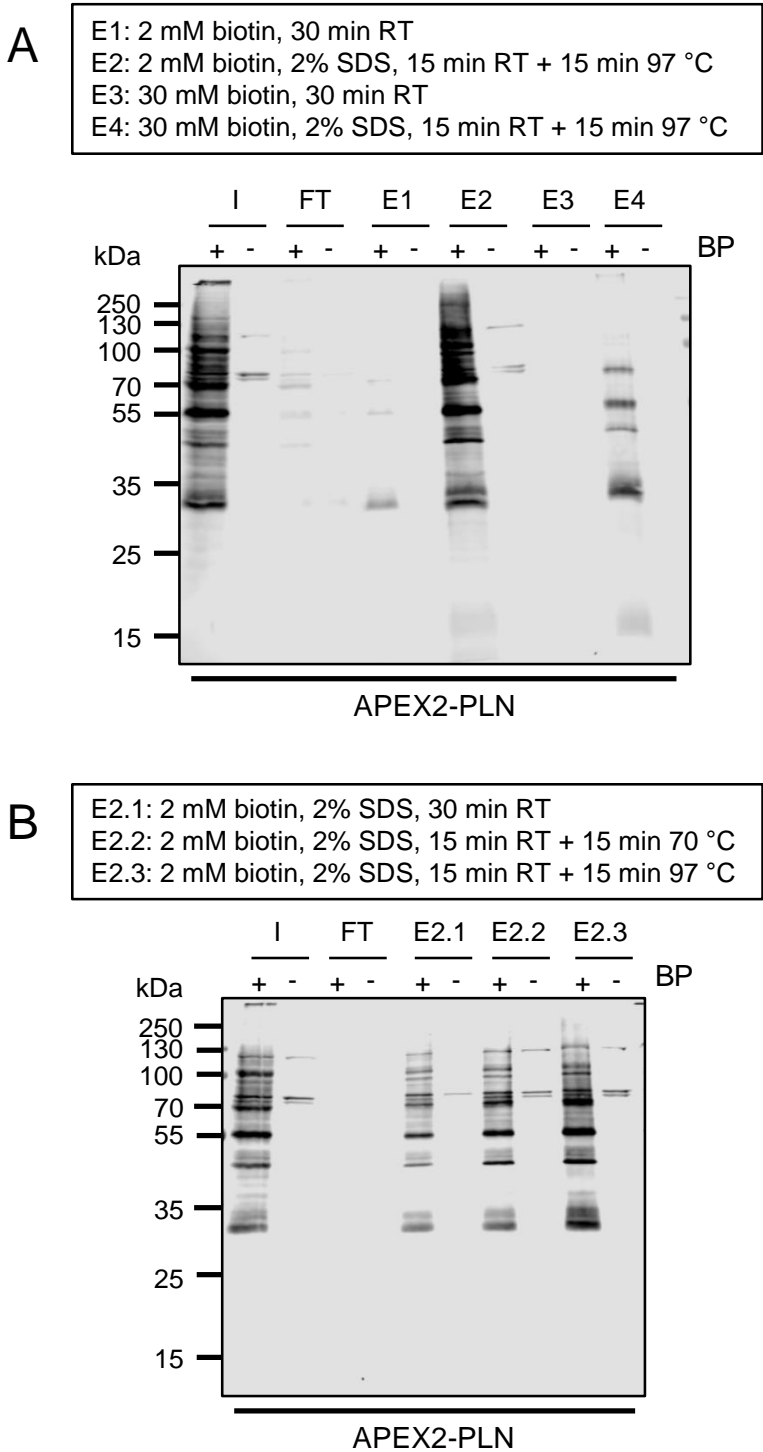 A
E1: 2 mM biotin, 30 min RT
E2: 2 mM biotin, 2% SDS, 15 min RT + 15 min 97 °C
E3: 30 mM biotin, 30 min RT
E4: 30 mM biotin, 2% SDS, 15 min RT + 15 min 97 °C
I FT E1 E2 E3 E4
kDa + - + - + - + - + - + - BP
250
130
100
70
55
35
25
15
APEX2-PLN
B
E2.1: 2 mM biotin, 2% SDS, 30 min RT
E2.2: 2 mM biotin, 2% SDS, 15 min RT + 15 min 70 °C
E2.3: 2 mM biotin, 2% SDS, 15 min RT + 15 min 97 °C
I FT E2.1 E2.2 E2.3
kDa + - + - + - + - + - BP
250
130
100
70
55
35
25
15
APEX2-PLN